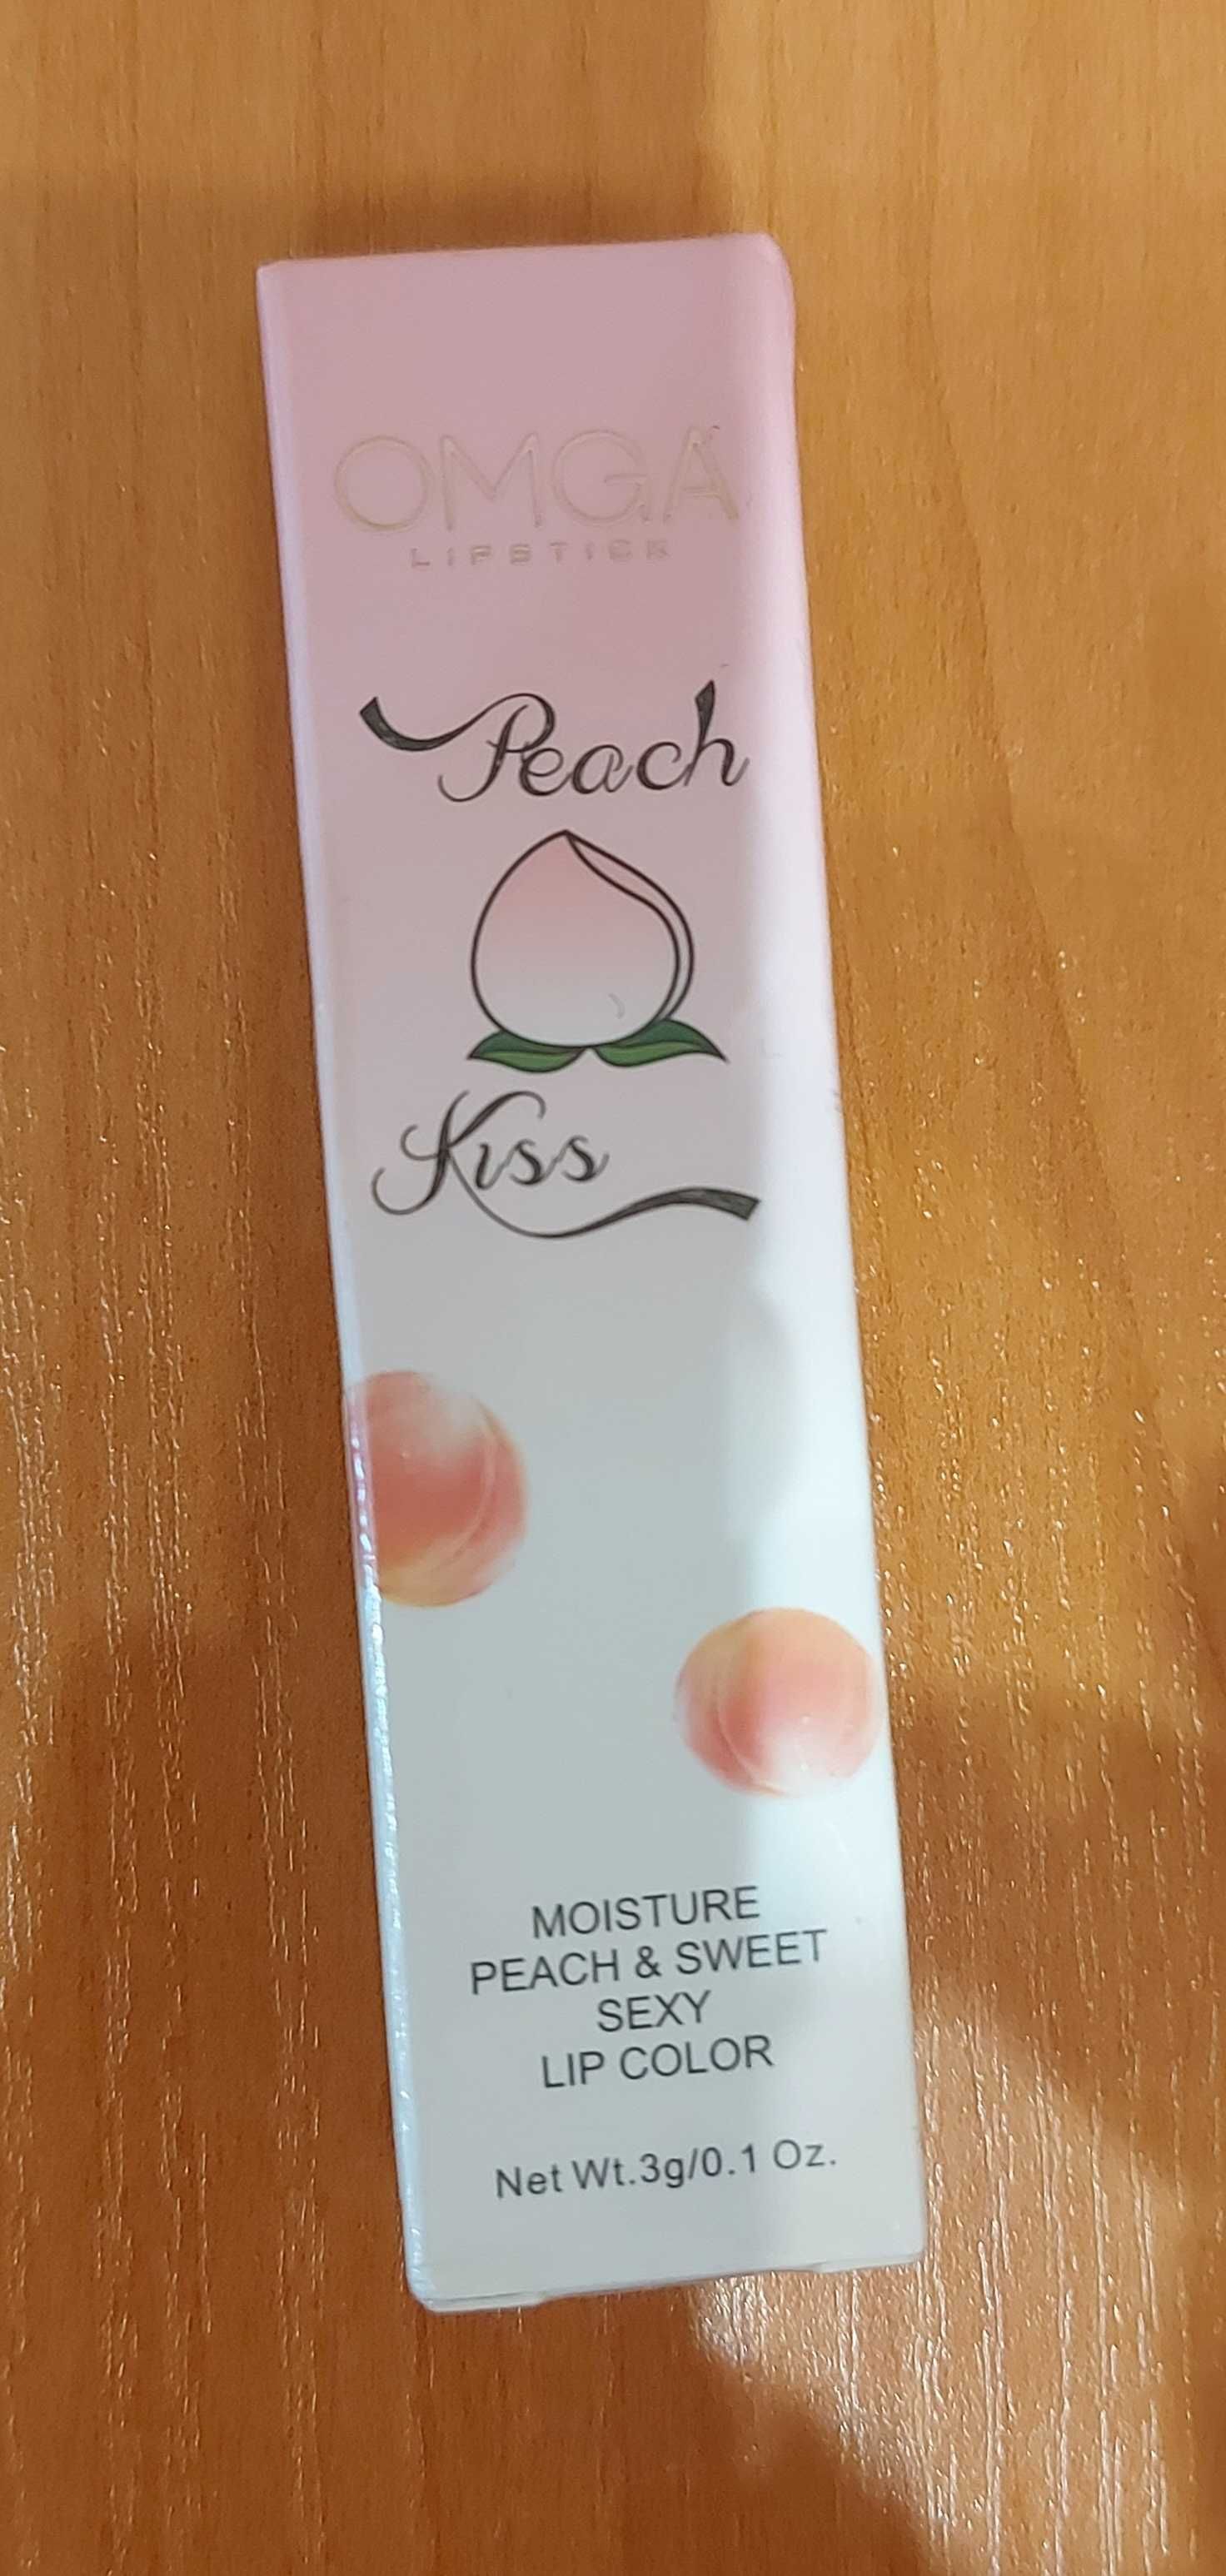 OMGA
LIPSTICK
Peach
Kiss
MOISTURE
PEACH & SWEET
SEXY
LIP COLOR
Net Wt.3g/0.1 Oz.